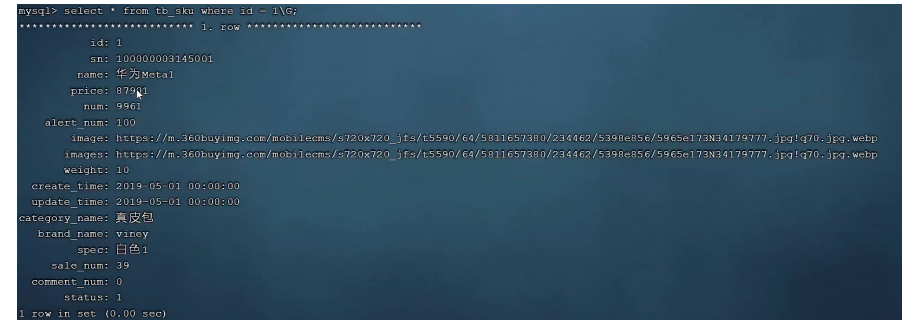 mysql> select * from tb_sku where id = 1\G;
*************************** 1. row ***************************
id: 1
sn: 100000003145001
name: 华为Meta1
price: 87901
num: 9961
alert_num: 100
image: https://m.360buyimg.com/mobilecms/s720x720_jfs/t5590/64/5811657380/234462/5398e856/5965e173N34179777.jpg!q70.jpg.webp
images: https://m.360buyimg.com/mobilecms/s720x720_jfs/t5590/64/5811657380/234462/5398e856/5965e173N34179777.jpg!q70.jpg.webp
weight: 10
create_time: 2019-05-01 00:00:00
update_time: 2019-05-01 00:00:00
category_name: 真皮包
brand_name: viney
spec: 白色1
sale_num: 39
comment_num: 0
status: 1
1 row in set (0.00 sec)